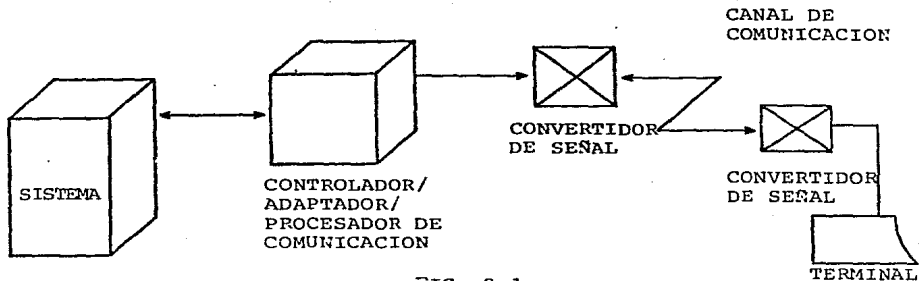 CANAL DE
COMUNICACION
CONVERTIDOR
DE SEÑAL
SISTEMA
CONTROLADOR/
ADAPTADOR/
PROCESADOR DE
COMUNICACION
CONVERTIDOR
DE SEÑAL
TERMINAL